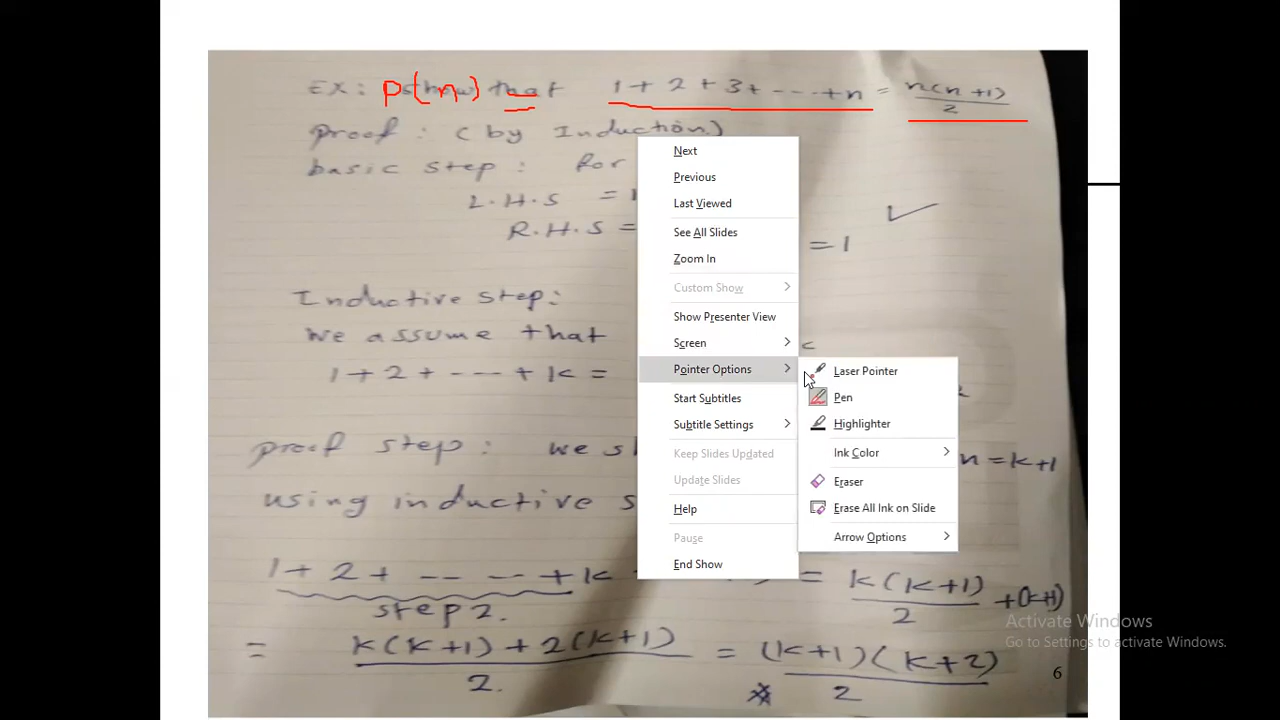 EX: show that 1 + 2 + 3 + --- + n = n(n+1)/2
P(n)
proof : (by Induction)
basic step : for
L.H.S = 1
R.H.S = = 1 ✓
Inductive step:
we assume that
1 + 2 + --- + k =
proof step : we n = k+1
using inductive
1 + 2 + -- -- -- + k = k(k+1)/2 + (k+1)
step 2.
= k(k+1) + 2(k+1)/2. = (k+1)(k+2)/2
Next
Previous
Last Viewed
See All Slides
Zoom In
Custom Show
Show Presenter View
Screen
Pointer Options
Start Subtitles
Subtitle Settings
Keep Slides Updated
Update Slides
Help
Pause
End Show
Laser Pointer
Pen
Highlighter
Ink Color
Eraser
Erase All Ink on Slide
Arrow Options
Activate Windows
Go to Settings to activate Windows.
6